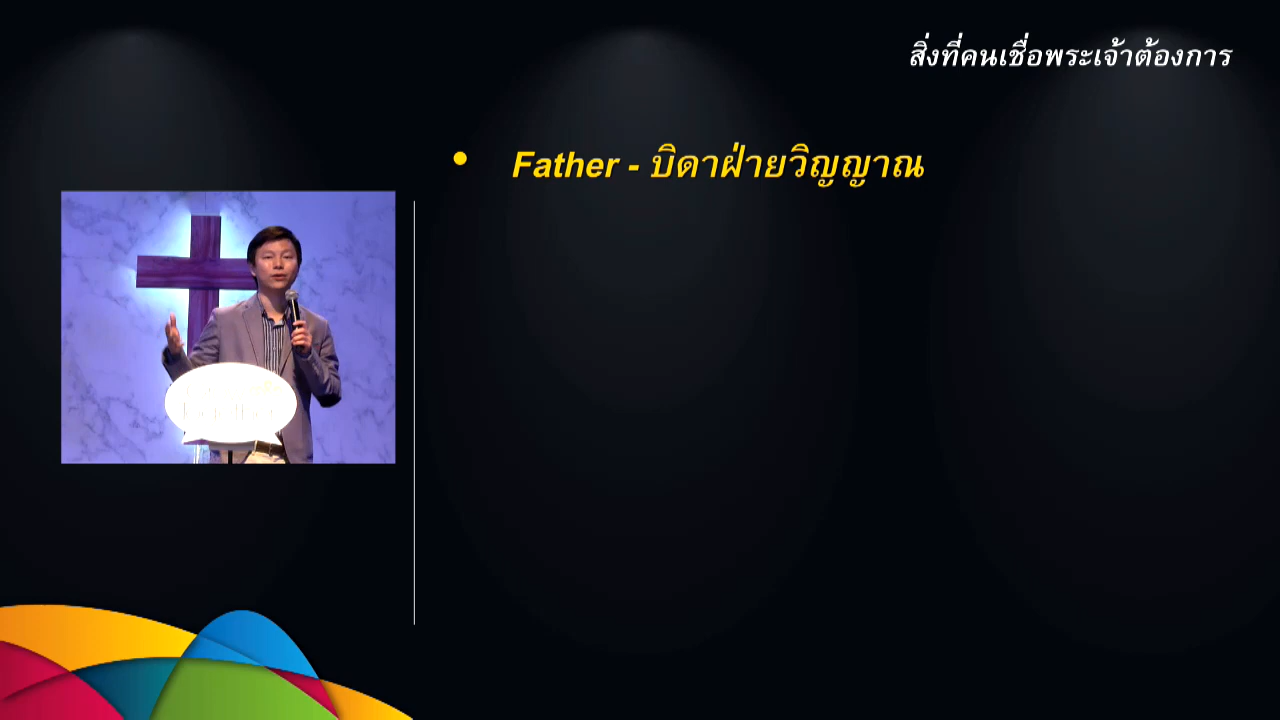 สิ่งที่คนเชื่อพระเจ้าต้องการ
• Father - บิดาฝ่ายวิญญาณ